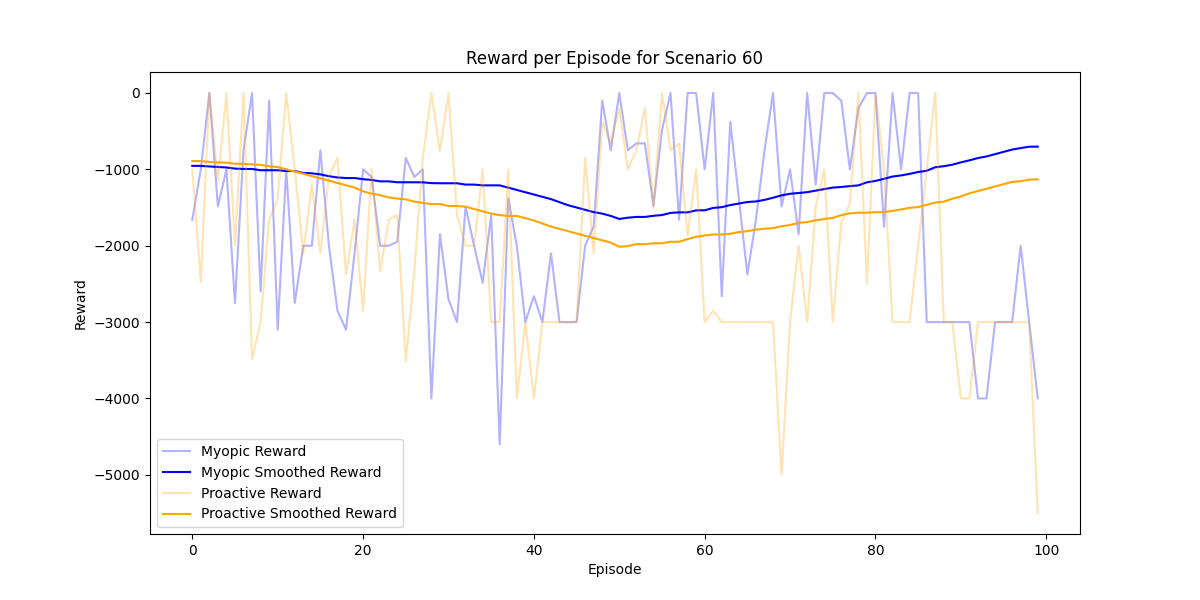 Reward per Episode for Scenario 60
Reward
0
−1000
−2000
−3000
−4000
−5000
Myopic Reward
Myopic Smoothed Reward
Proactive Reward
Proactive Smoothed Reward
0 20 40 60 80 100
Episode